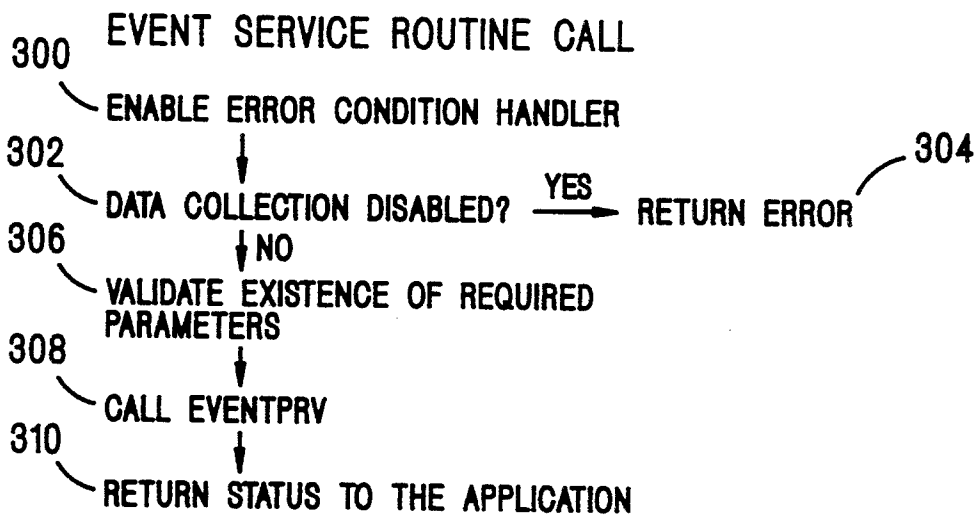 EVENT SERVICE ROUTINE CALL
300
ENABLE ERROR CONDITION HANDLER
302
304
DATA COLLECTION DISABLED?
YES
RETURN ERROR
306
NO
VALIDATE EXISTENCE OF REQUIRED
PARAMETERS
308
CALL EVENTPRV
310
RETURN STATUS TO THE APPLICATION